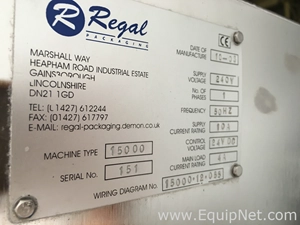 R Regal
PACKAGING
MARSHALL WAY
HEAPHAM ROAD INDUSTRIAL ESTATE
GAINSBOROUGH
LINCOLNSHIRE
DN21 1GD
TEL: (01427) 612244
FAX: (01427) 617797
E-MAIL: regal-packaging.demon.co.uk
MACHINE TYPE 15000
SERIAL No. 151
WIRING DIAGRAM No.
DATE OF
MANUFACTURE
CE
SUPPLY
VOLTAGE 240V
No. OF
PHASES 1
FREQUENCY 50HZ
SUPPLY
CURRENT RATING 10A
CONTROL
VOLTAGE 24V
MAIN LOAD
CURRENT RATING
www.EquipNet.com